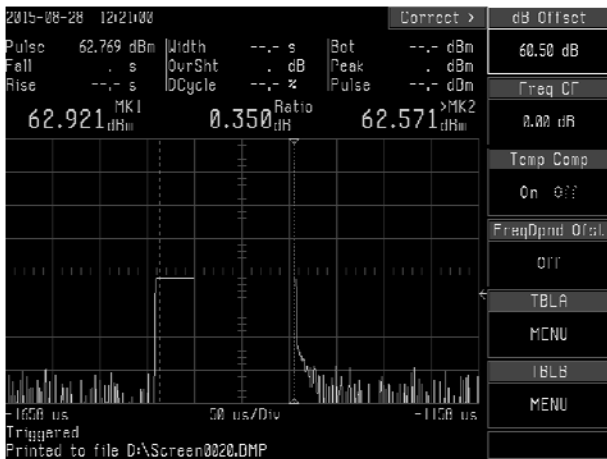 2015-08-28 12:21:00 Correct > dB Offset
Pulse 62.769 dBm Width --.- s Bot --.- dBm 60.50 dB
Fall . s OvrSht . dB Peak . dBm
Rise --.- s DCycle --.- % Pulse --.- dBm Freq CF
MK1 Ratio >MK2
62.921 dBm 0.350 dB 62.571 dBm 0.00 dB
Temp Comp
On Off
FreqDpnd Ofst
Off
TBLA
MENU
TBLB
MENU
-1650 us 50 us/Div -1150 us
Triggered
Printed to file D:\Screen0020.DMP